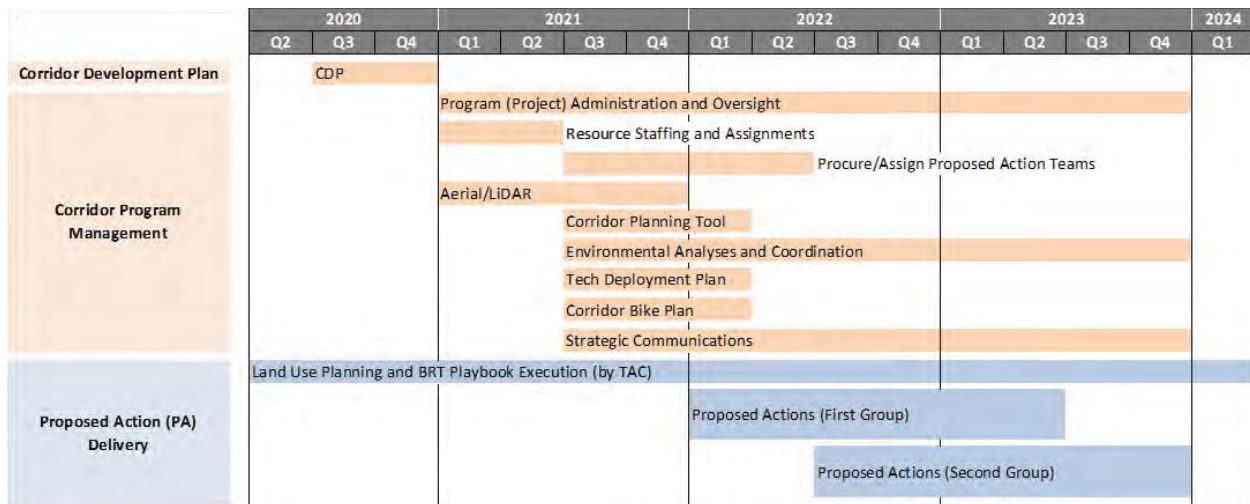 2020 2021 2022 2023 2024
Q2 Q3 Q4 Q1 Q2 Q3 Q4 Q1 Q2 Q3 Q4 Q1 Q2 Q3 Q4 Q1
Corridor Development Plan
CDP
Corridor Program
Management
Program (Project) Administration and Oversight
Resource Staffing and Assignments
Procure/Assign Proposed Action Teams
Aerial/LiDAR
Corridor Planning Tool
Environmental Analyses and Coordination
Tech Deployment Plan
Corridor Bike Plan
Strategic Communications
Proposed Action (PA)
Delivery
Land Use Planning and BRT Playbook Execution (by TAC)
Proposed Actions (First Group)
Proposed Actions (Second Group)